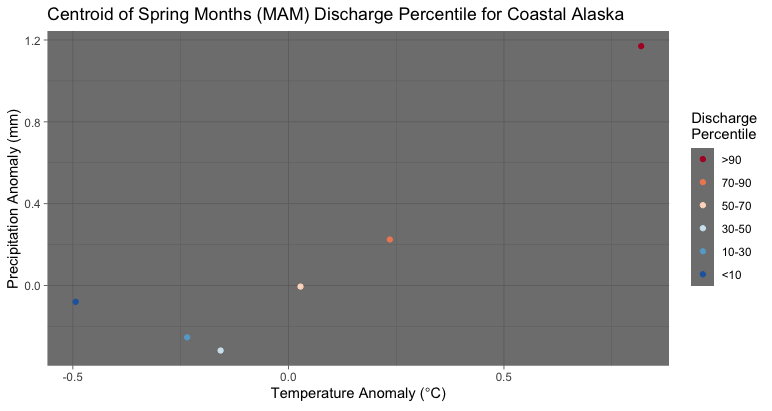 Centroid of Spring Months (MAM) Discharge Percentile for Coastal Alaska
1.2
0.8
0.4
0.0
Precipitation Anomaly (mm)
-0.5
0.0
0.5
Temperature Anomaly (°C)
Discharge
Percentile
>90
70-90
50-70
30-50
10-30
<10